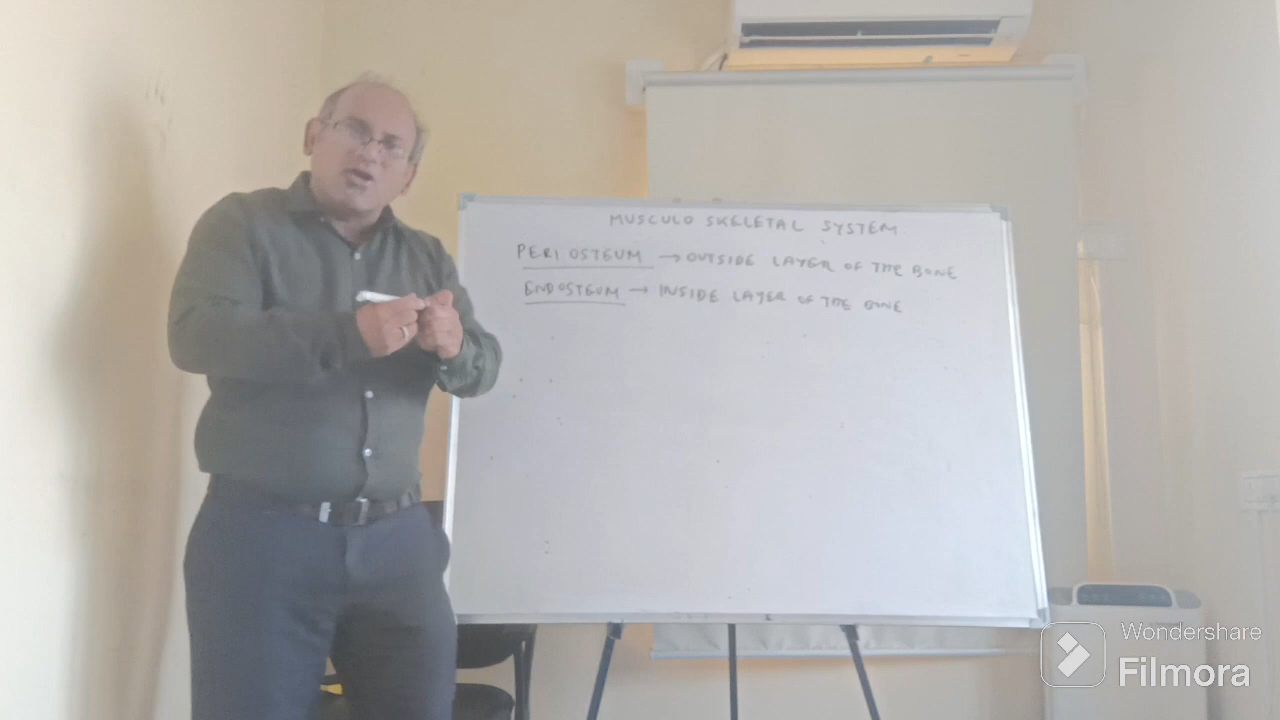 MUSCULO SKELETAL SYSTEM
PERIOSTEUM → OUTSIDE LAYER OF THE BONE
ENDOSTEUM → INSIDE LAYER OF THE BONE
Wondershare
Filmora